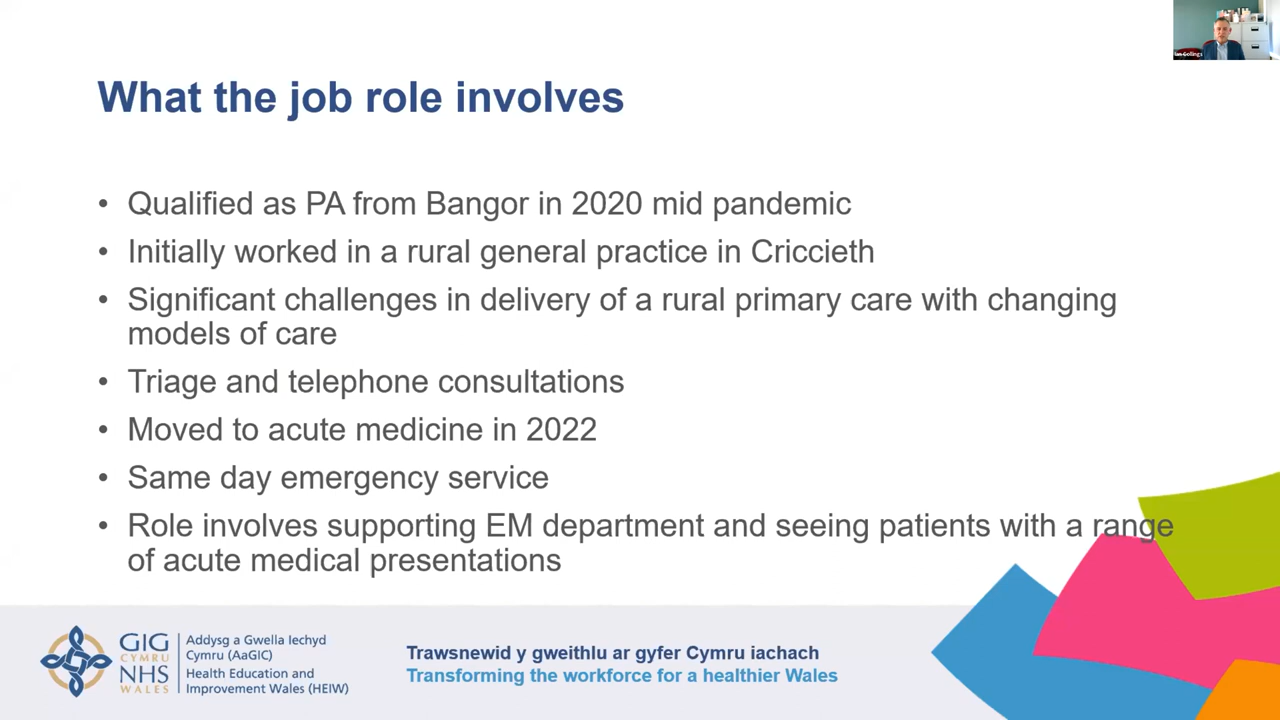 Ian Collings
What the job role involves
• Qualified as PA from Bangor in 2020 mid pandemic
• Initially worked in a rural general practice in Criccieth
• Significant challenges in delivery of a rural primary care with changing
models of care
• Triage and telephone consultations
• Moved to acute medicine in 2022
• Same day emergency service
• Role involves supporting EM department and seeing patients with a range
of acute medical presentations
GIG
CYMRU
NHS
WALES
Addysg a Gwella Iechyd
Cymru (AaGIC)
Health Education and
Improvement Wales (HEIW)
Trawsnewid y gweithlu ar gyfer Cymru iachach
Transforming the workforce for a healthier Wales